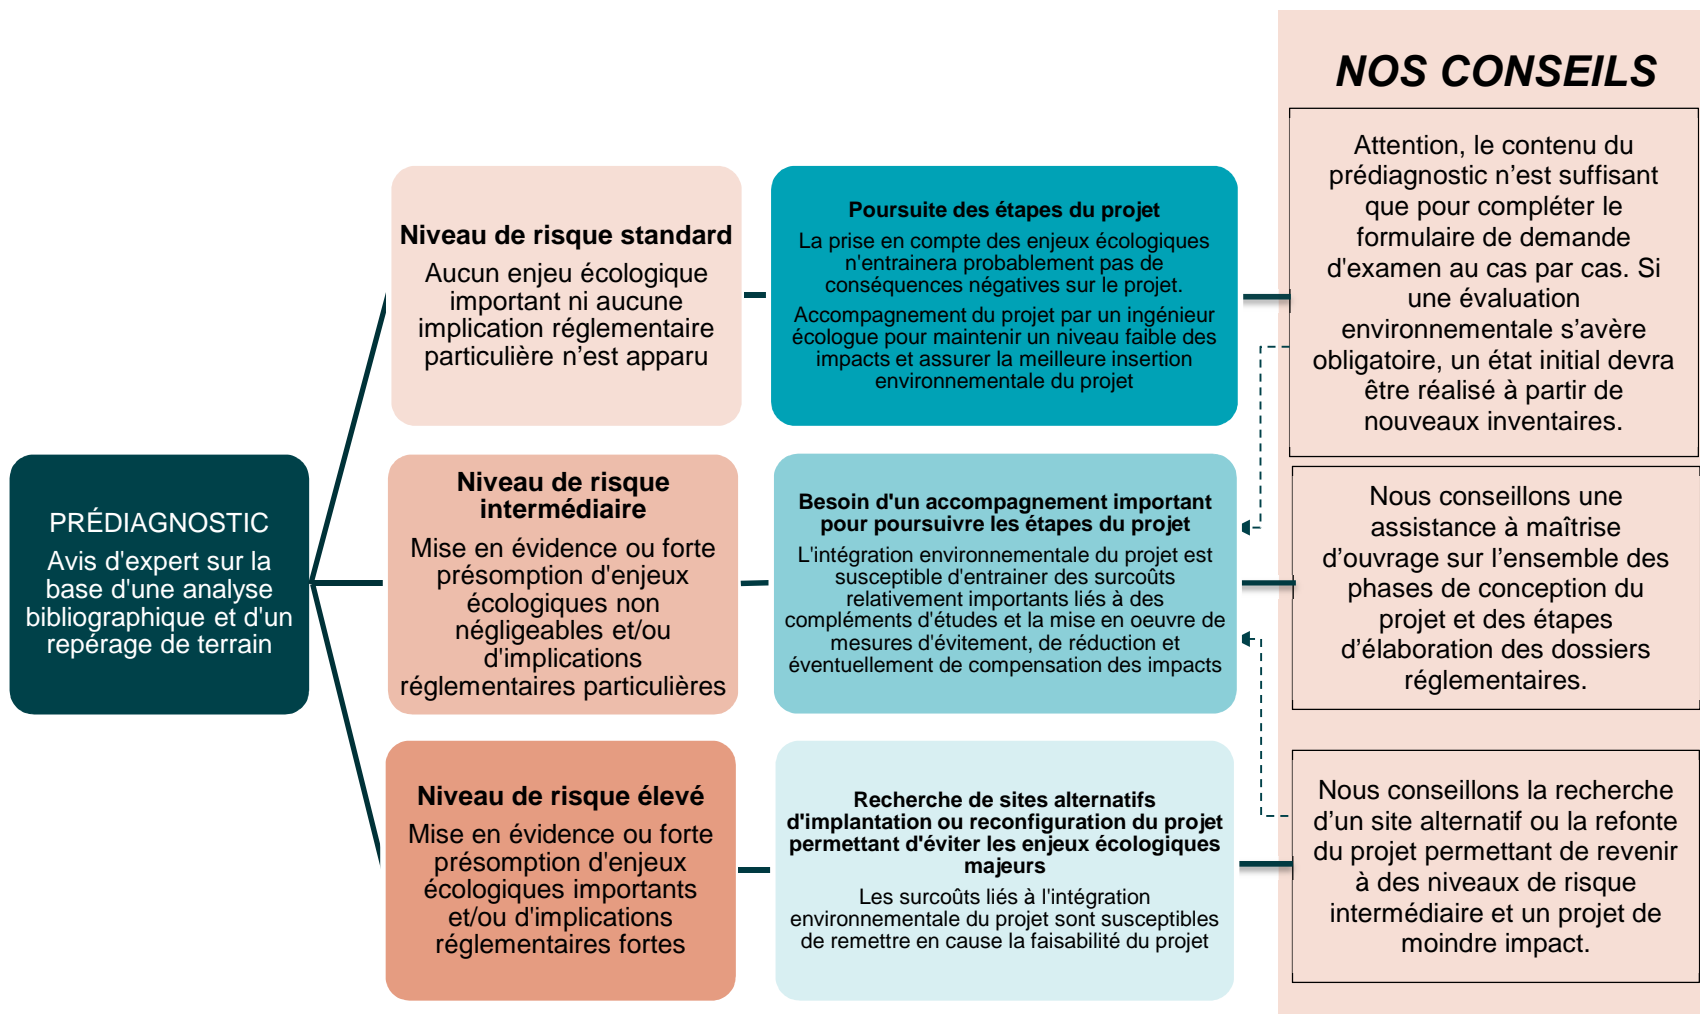 NOS CONSEILS
PRÉDIAGNOSTIC
Avis d'expert sur la
base d'une analyse
bibliographique et d'un
repérage de terrain
Niveau de risque standard
Aucun enjeu écologique
important ni aucune
implication réglementaire
particulière n’est apparu
Poursuite des étapes du projet
La prise en compte des enjeux écologiques
n'entrainera probablement pas de
conséquences négatives sur le projet.
Accompagnement du projet par un ingénieur
écologue pour maintenir un niveau faible des
impacts et assurer la meilleure insertion
environnementale du projet
Attention, le contenu du
prédiagnostic n’est suffisant
que pour compléter le
formulaire de demande
d'examen au cas par cas. Si
une évaluation
environnementale s’avère
obligatoire, un état initial devra
être réalisé à partir de
nouveaux inventaires.
Niveau de risque
intermédiaire
Mise en évidence ou forte
présomption d'enjeux
écologiques non
négligeables et/ou
d'implications
réglementaires particulières
Besoin d'un accompagnement important
pour poursuivre les étapes du projet
L'intégration environnementale du projet est
susceptible d'entrainer des surcoûts
relativement importants liés à des
compléments d'études et la mise en oeuvre de
mesures d'évitement, de réduction et
éventuellement de compensation des impacts
Nous conseillons une
assistance à maîtrise
d’ouvrage sur l’ensemble des
phases de conception du
projet et des étapes
d’élaboration des dossiers
réglementaires.
Niveau de risque élevé
Mise en évidence ou forte
présomption d'enjeux
écologiques importants
et/ou d'implications
réglementaires fortes
Recherche de sites alternatifs
d'implantation ou reconfiguration du projet
permettant d'éviter les enjeux écologiques
majeurs
Les surcoûts liés à l'intégration
environnementale du projet sont susceptibles
de remettre en cause la faisabilité du projet
Nous conseillons la recherche
d’un site alternatif ou la refonte
du projet permettant de revenir
à des niveaux de risque
intermédiaire et un projet de
moindre impact.